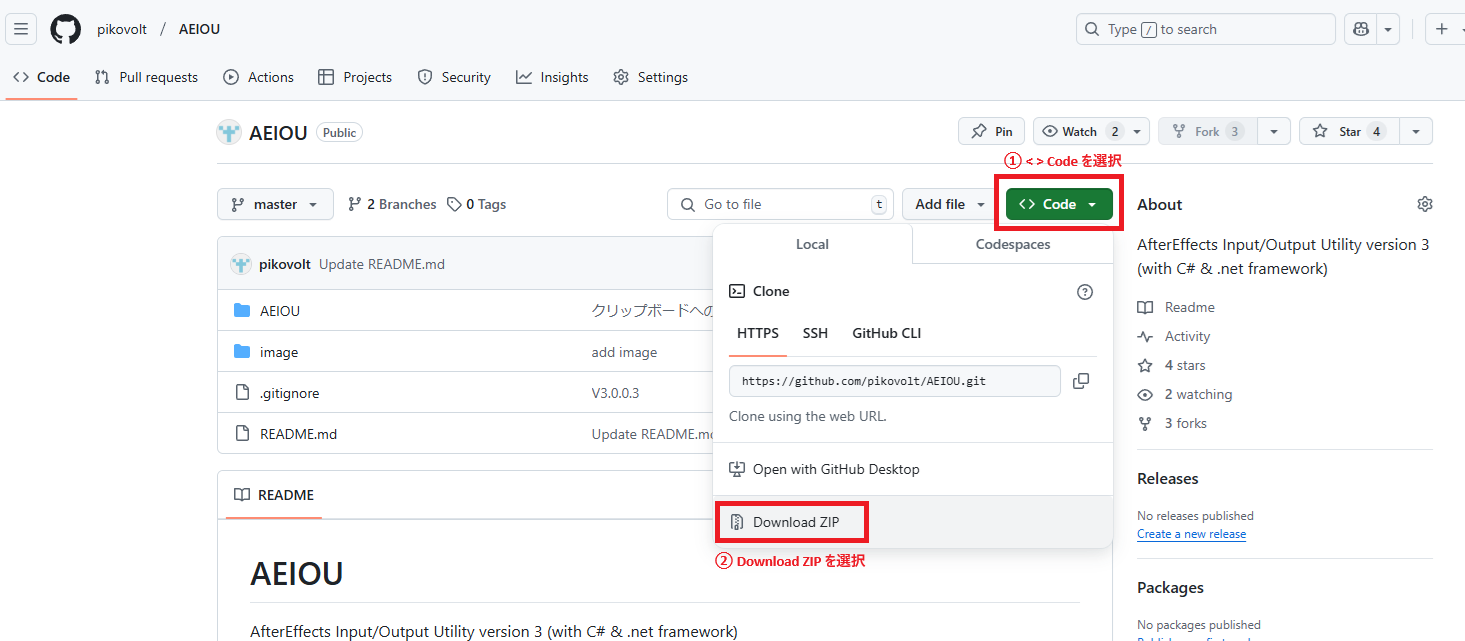 pikovolt / AEIOU
Type / to search
Code Pull requests Actions Projects Security Insights Settings
AEIOU Public
Pin Watch 2 Fork 3 Star 4
① < > Code を選択
master 2 Branches 0 Tags Go to file t Add file <> Code
About
AfterEffects Input/Output Utility version 3
(with C# & .net framework)
Readme
Activity
4 stars
2 watching
3 forks
Releases
No releases published
Create a new release
Packages
No packages published
pikovolt Update README.md
AEIOU クリップボードへの
image add image
.gitignore V3.0.0.3
README.md Update README.m
Local Codespaces
Clone
HTTPS SSH GitHub CLI
https://github.com/pikovolt/AEIOU.git
Clone using the web URL.
Open with GitHub Desktop
Download ZIP
② Download ZIP を選択
README
AEIOU
AfterEffects Input/Output Utility version 3 (with C# & .net framework)